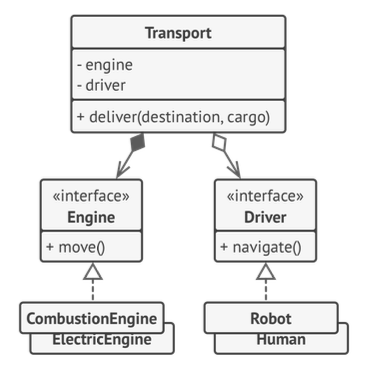 Transport
- engine
- driver
+ deliver(destination, cargo)
«interface»
Engine
+ move()
«interface»
Driver
+ navigate()
CombustionEngine
ElectricEngine
Robot
Human